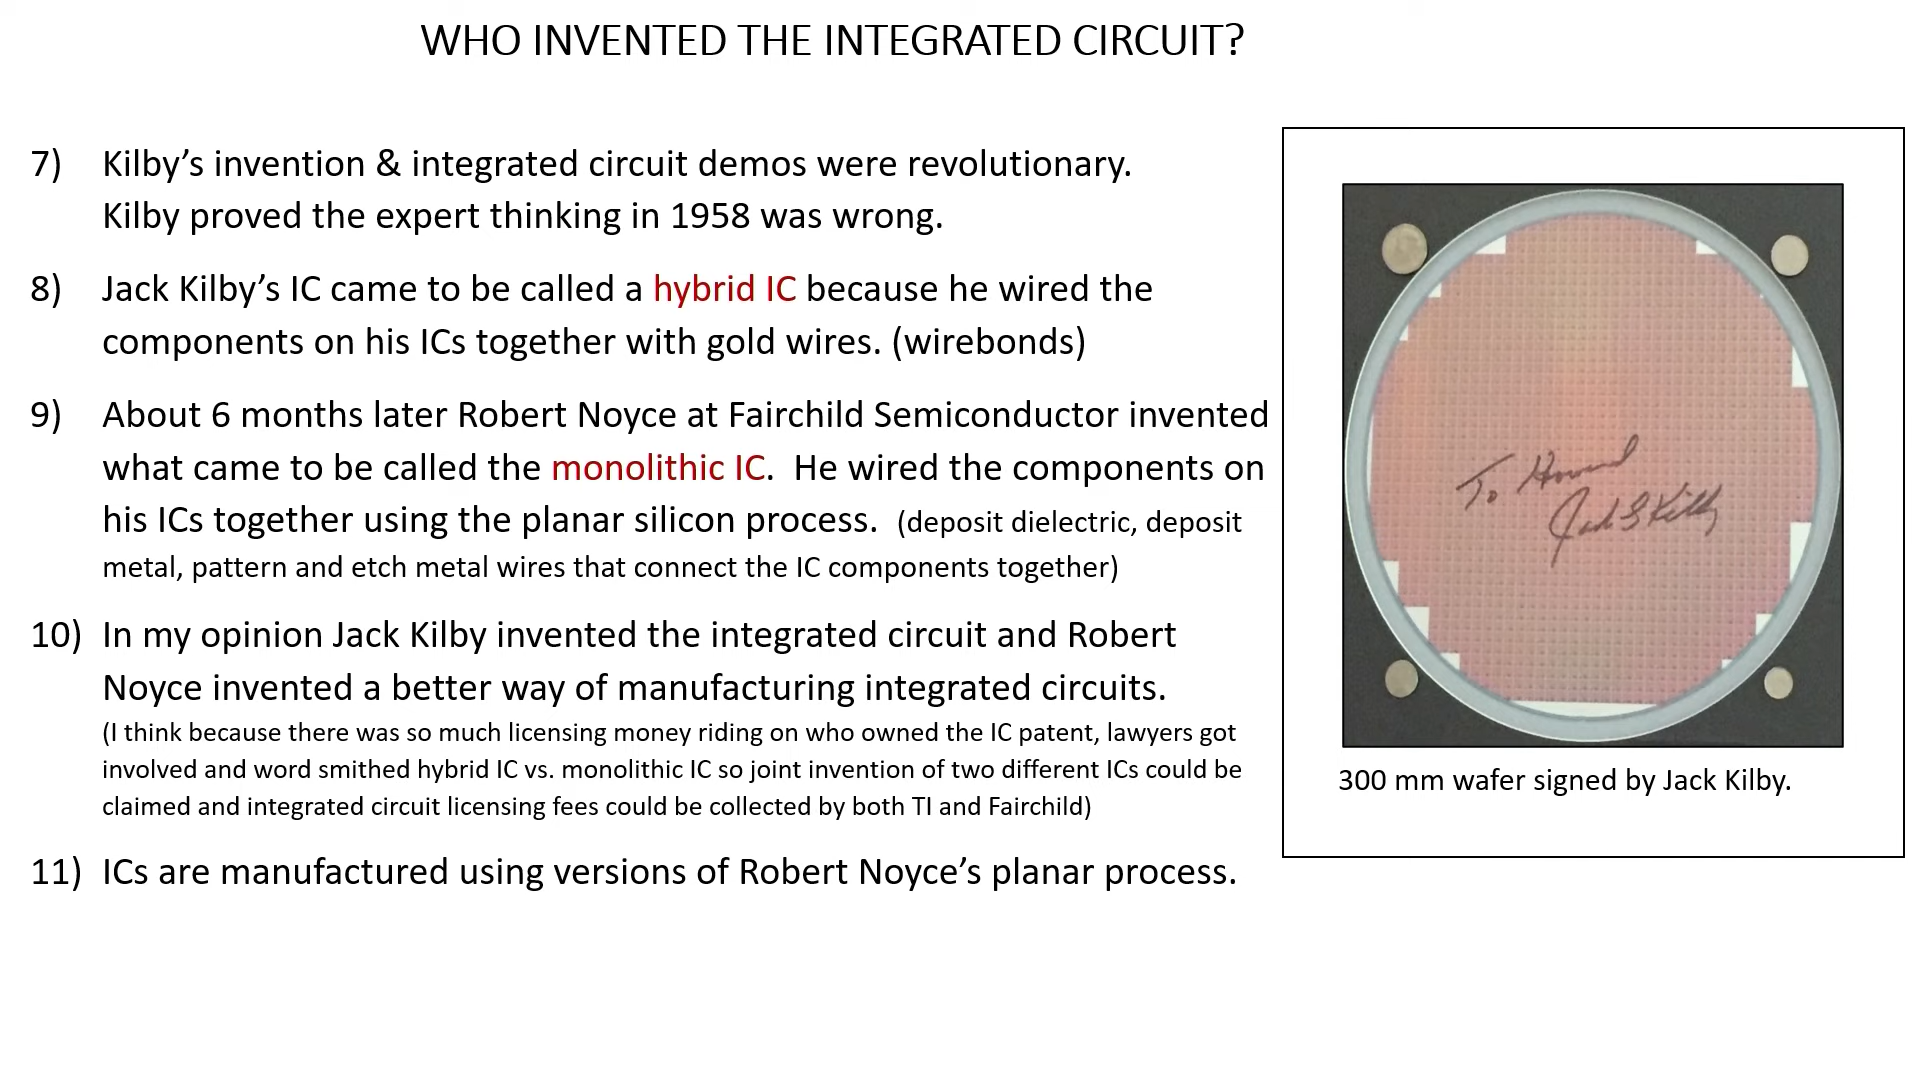 WHO INVENTED THE INTEGRATED CIRCUIT?
7) Kilby’s invention & integrated circuit demos were revolutionary.
Kilby proved the expert thinking in 1958 was wrong.
8) Jack Kilby’s IC came to be called a hybrid IC because he wired the
components on his ICs together with gold wires. (wirebonds)
9) About 6 months later Robert Noyce at Fairchild Semiconductor invented
what came to be called the monolithic IC. He wired the components on
his ICs together using the planar silicon process. (deposit dielectric, deposit
metal, pattern and etch metal wires that connect the IC components together)
10) In my opinion Jack Kilby invented the integrated circuit and Robert
Noyce invented a better way of manufacturing integrated circuits.
(I think because there was so much licensing money riding on who owned the IC patent, lawyers got
involved and word smithed hybrid IC vs. monolithic IC so joint invention of two different ICs could be
claimed and integrated circuit licensing fees could be collected by both TI and Fairchild)
11) ICs are manufactured using versions of Robert Noyce’s planar process.
To Howard
Jack S Kilby
300 mm wafer signed by Jack Kilby.